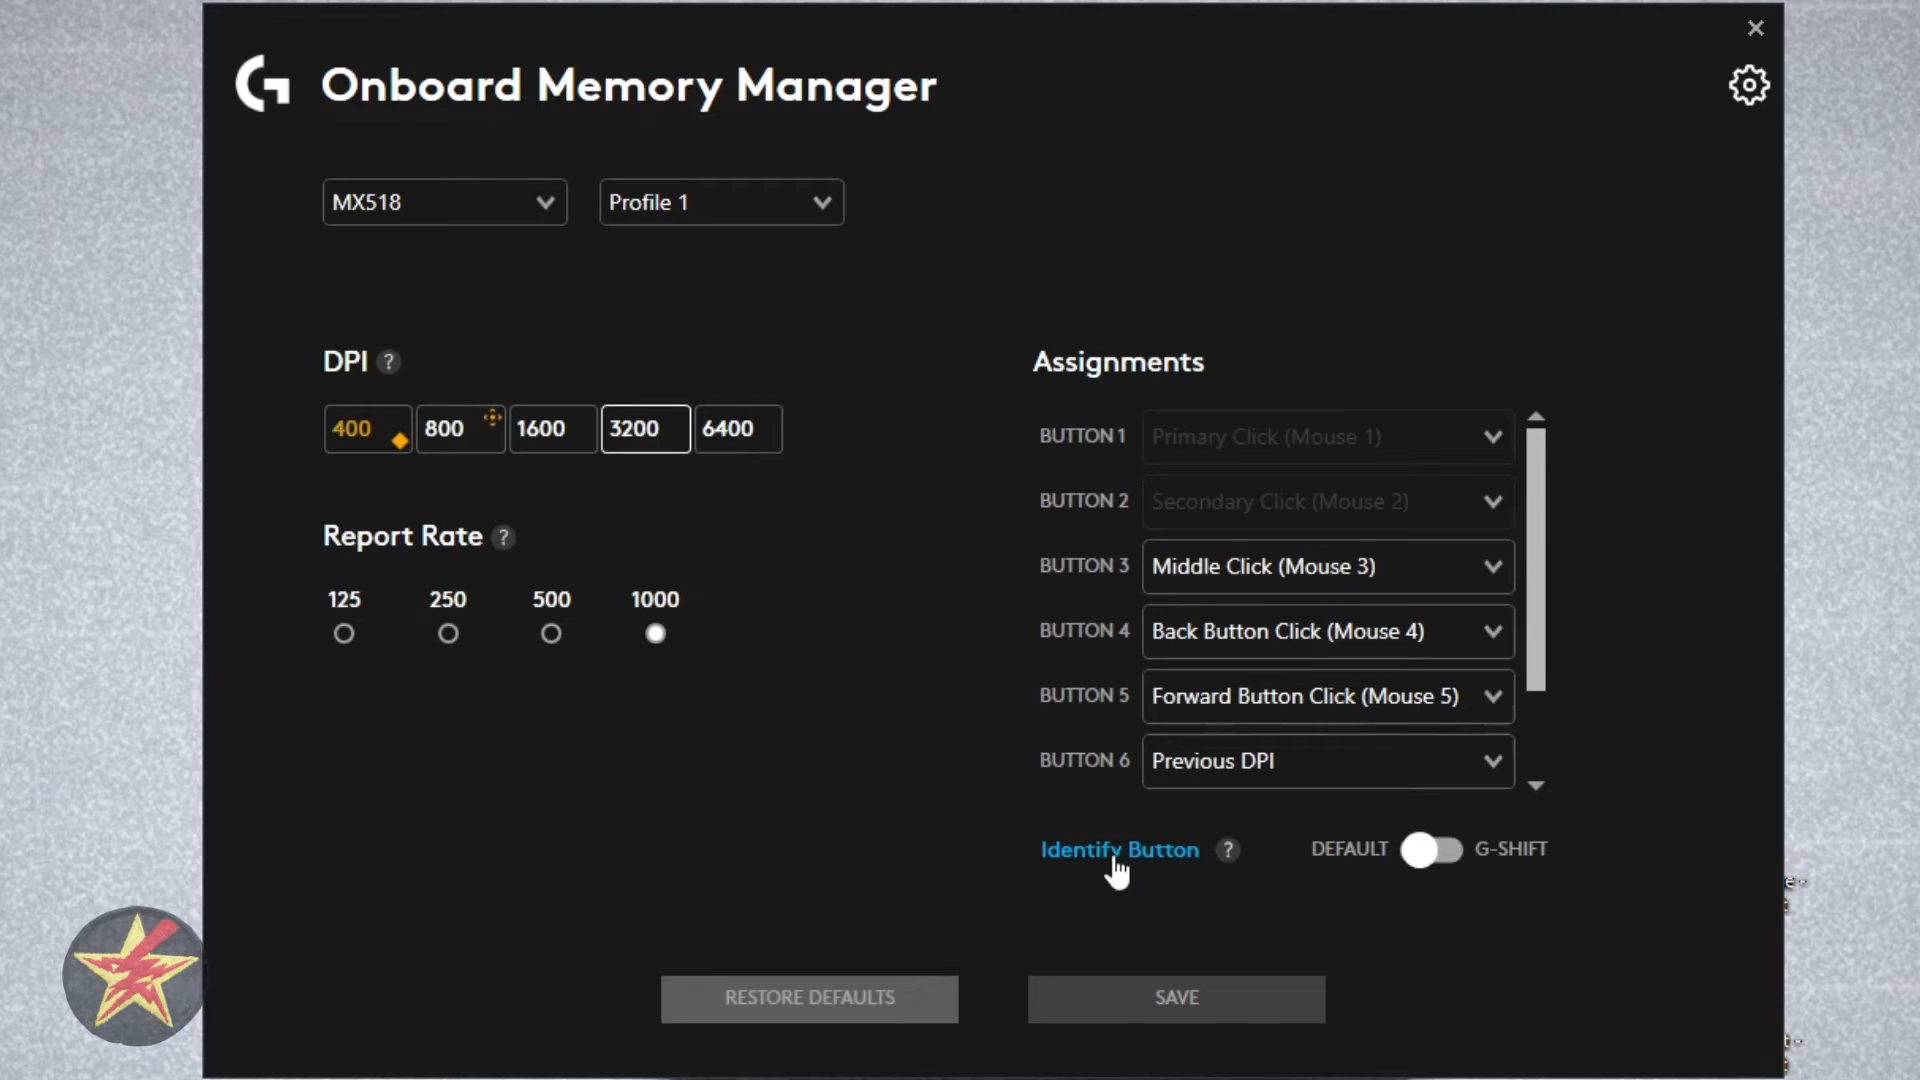 Onboard Memory Manager
MX518
Profile 1
DPI ?
400
800
1600
3200
6400
Report Rate ?
125
250
500
1000
Assignments
BUTTON 1
Primary Click (Mouse 1)
BUTTON 2
Secondary Click (Mouse 2)
BUTTON 3
Middle Click (Mouse 3)
BUTTON 4
Back Button Click (Mouse 4)
BUTTON 5
Forward Button Click (Mouse 5)
BUTTON 6
Previous DPI
Identify Button ?
DEFAULT
G-SHIFT
RESTORE DEFAULTS
SAVE